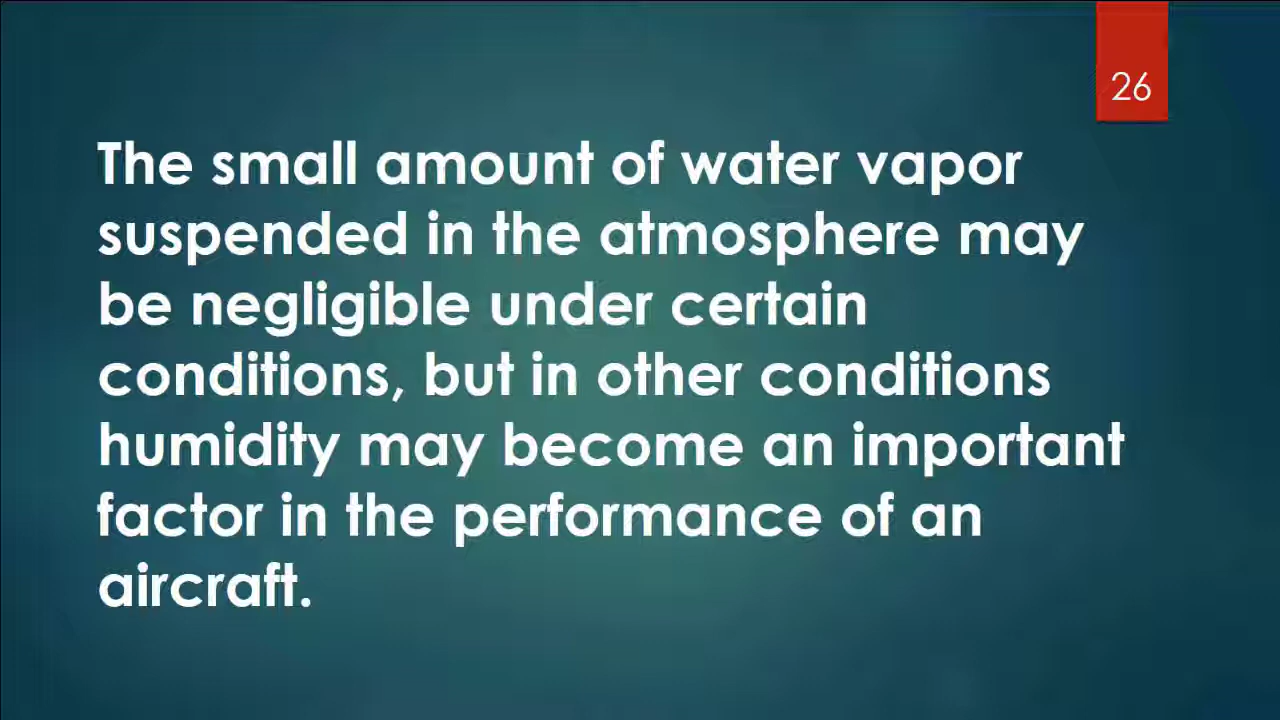 26
The small amount of water vapor
suspended in the atmosphere may
be negligible under certain
conditions, but in other conditions
humidity may become an important
factor in the performance of an
aircraft.